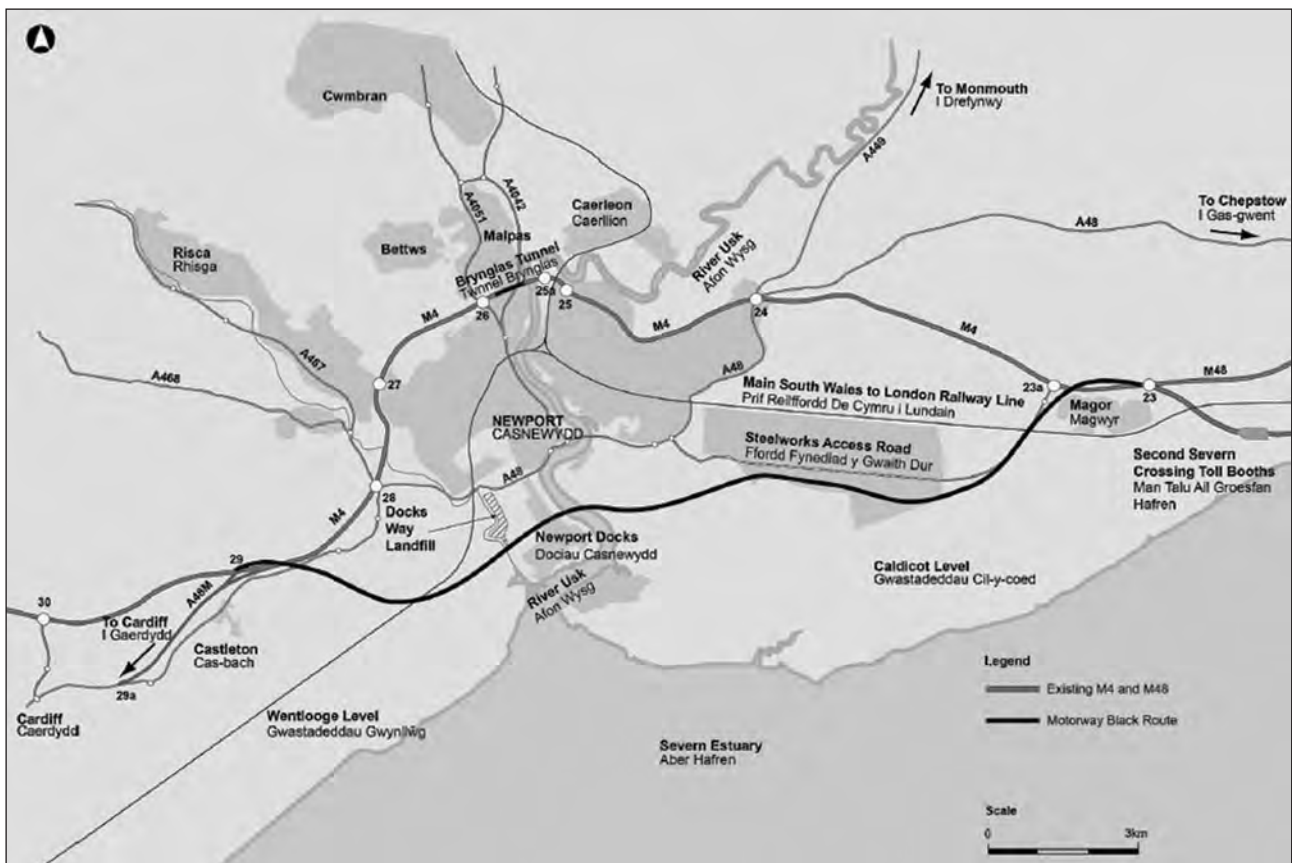 Cwmbran
To Monmouth
I Drefynwy
A449
A4051
A4042
Caerleon
Caerllion
To Chepstow
I Gas-gwent
A48
Risca
Rhisga
Bettws
Malpas
Brynglas Tunnel
Twnnel Brynglas
River Usk
Afon Wysg
25a
25
26
24
M4
M4
M4
A467
A468
27
A48
23a
23
M48
Main South Wales to London Railway Line
Prif Reilffordd De Cymru i Lundain
Magor
Magwyr
NEWPORT
CASNEWYDD
Steelworks Access Road
Ffordd Fynediad y Gwaith Dur
Second Severn
Crossing Toll Booths
Man Talu Ail Groesfan
Hafren
A48
28
M4
Docks
Way
Landfill
Newport Docks
Dociau Casnewydd
29
A48M
River Usk
Afon Wysg
Caldicot Level
Gwastadeddau Cil-y-coed
30
To Cardiff
I Gaerdydd
Castleton
Cas-bach
29a
Cardiff
Caerdydd
Wentlooge Level
Gwastadeddau Gwynllwg
Severn Estuary
Aber Hafren
Legend
Existing M4 and M48
Motorway Black Route
Scale
0 3km